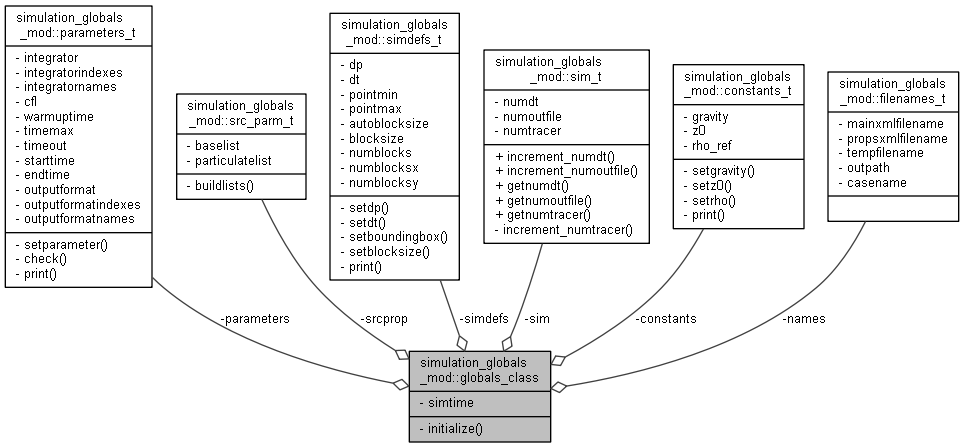 simulation_globals
_mod::parameters_t
- integrator
- integratorindexes
- integratornames
- cfl
- warmuptime
- timemax
- timeout
- starttime
- endtime
- outputformat
- outputformatindexes
- outputformatnames
- setparameter()
- check()
- print()
simulation_globals
_mod::src_parm_t
- baselist
- particulatelist
- buildlists()
simulation_globals
_mod::simdefs_t
- dp
- dt
- pointmin
- pointmax
- autoblocksize
- blocksize
- numblocks
- numblocksx
- numblocksy
- setdp()
- setdt()
- setboundingbox()
- setblocksize()
- print()
simulation_globals
_mod::sim_t
- numdt
- numoutfile
- numtracer
+ increment_numdt()
+ increment_numoutfile()
+ getnumdt()
+ getnumoutfile()
+ getnumtracer()
- increment_numtracer()
simulation_globals
_mod::constants_t
- gravity
- z0
- rho_ref
- setgravity()
- setz0()
- setrho()
- print()
simulation_globals
_mod::filenames_t
- mainxmlfilename
- propsxmlfilename
- tempfilename
- outpath
- casename
-parameters
-srcprop
-simdefs
-sim
-constants
-names
simulation_globals
_mod::globals_class
- simtime
- initialize()